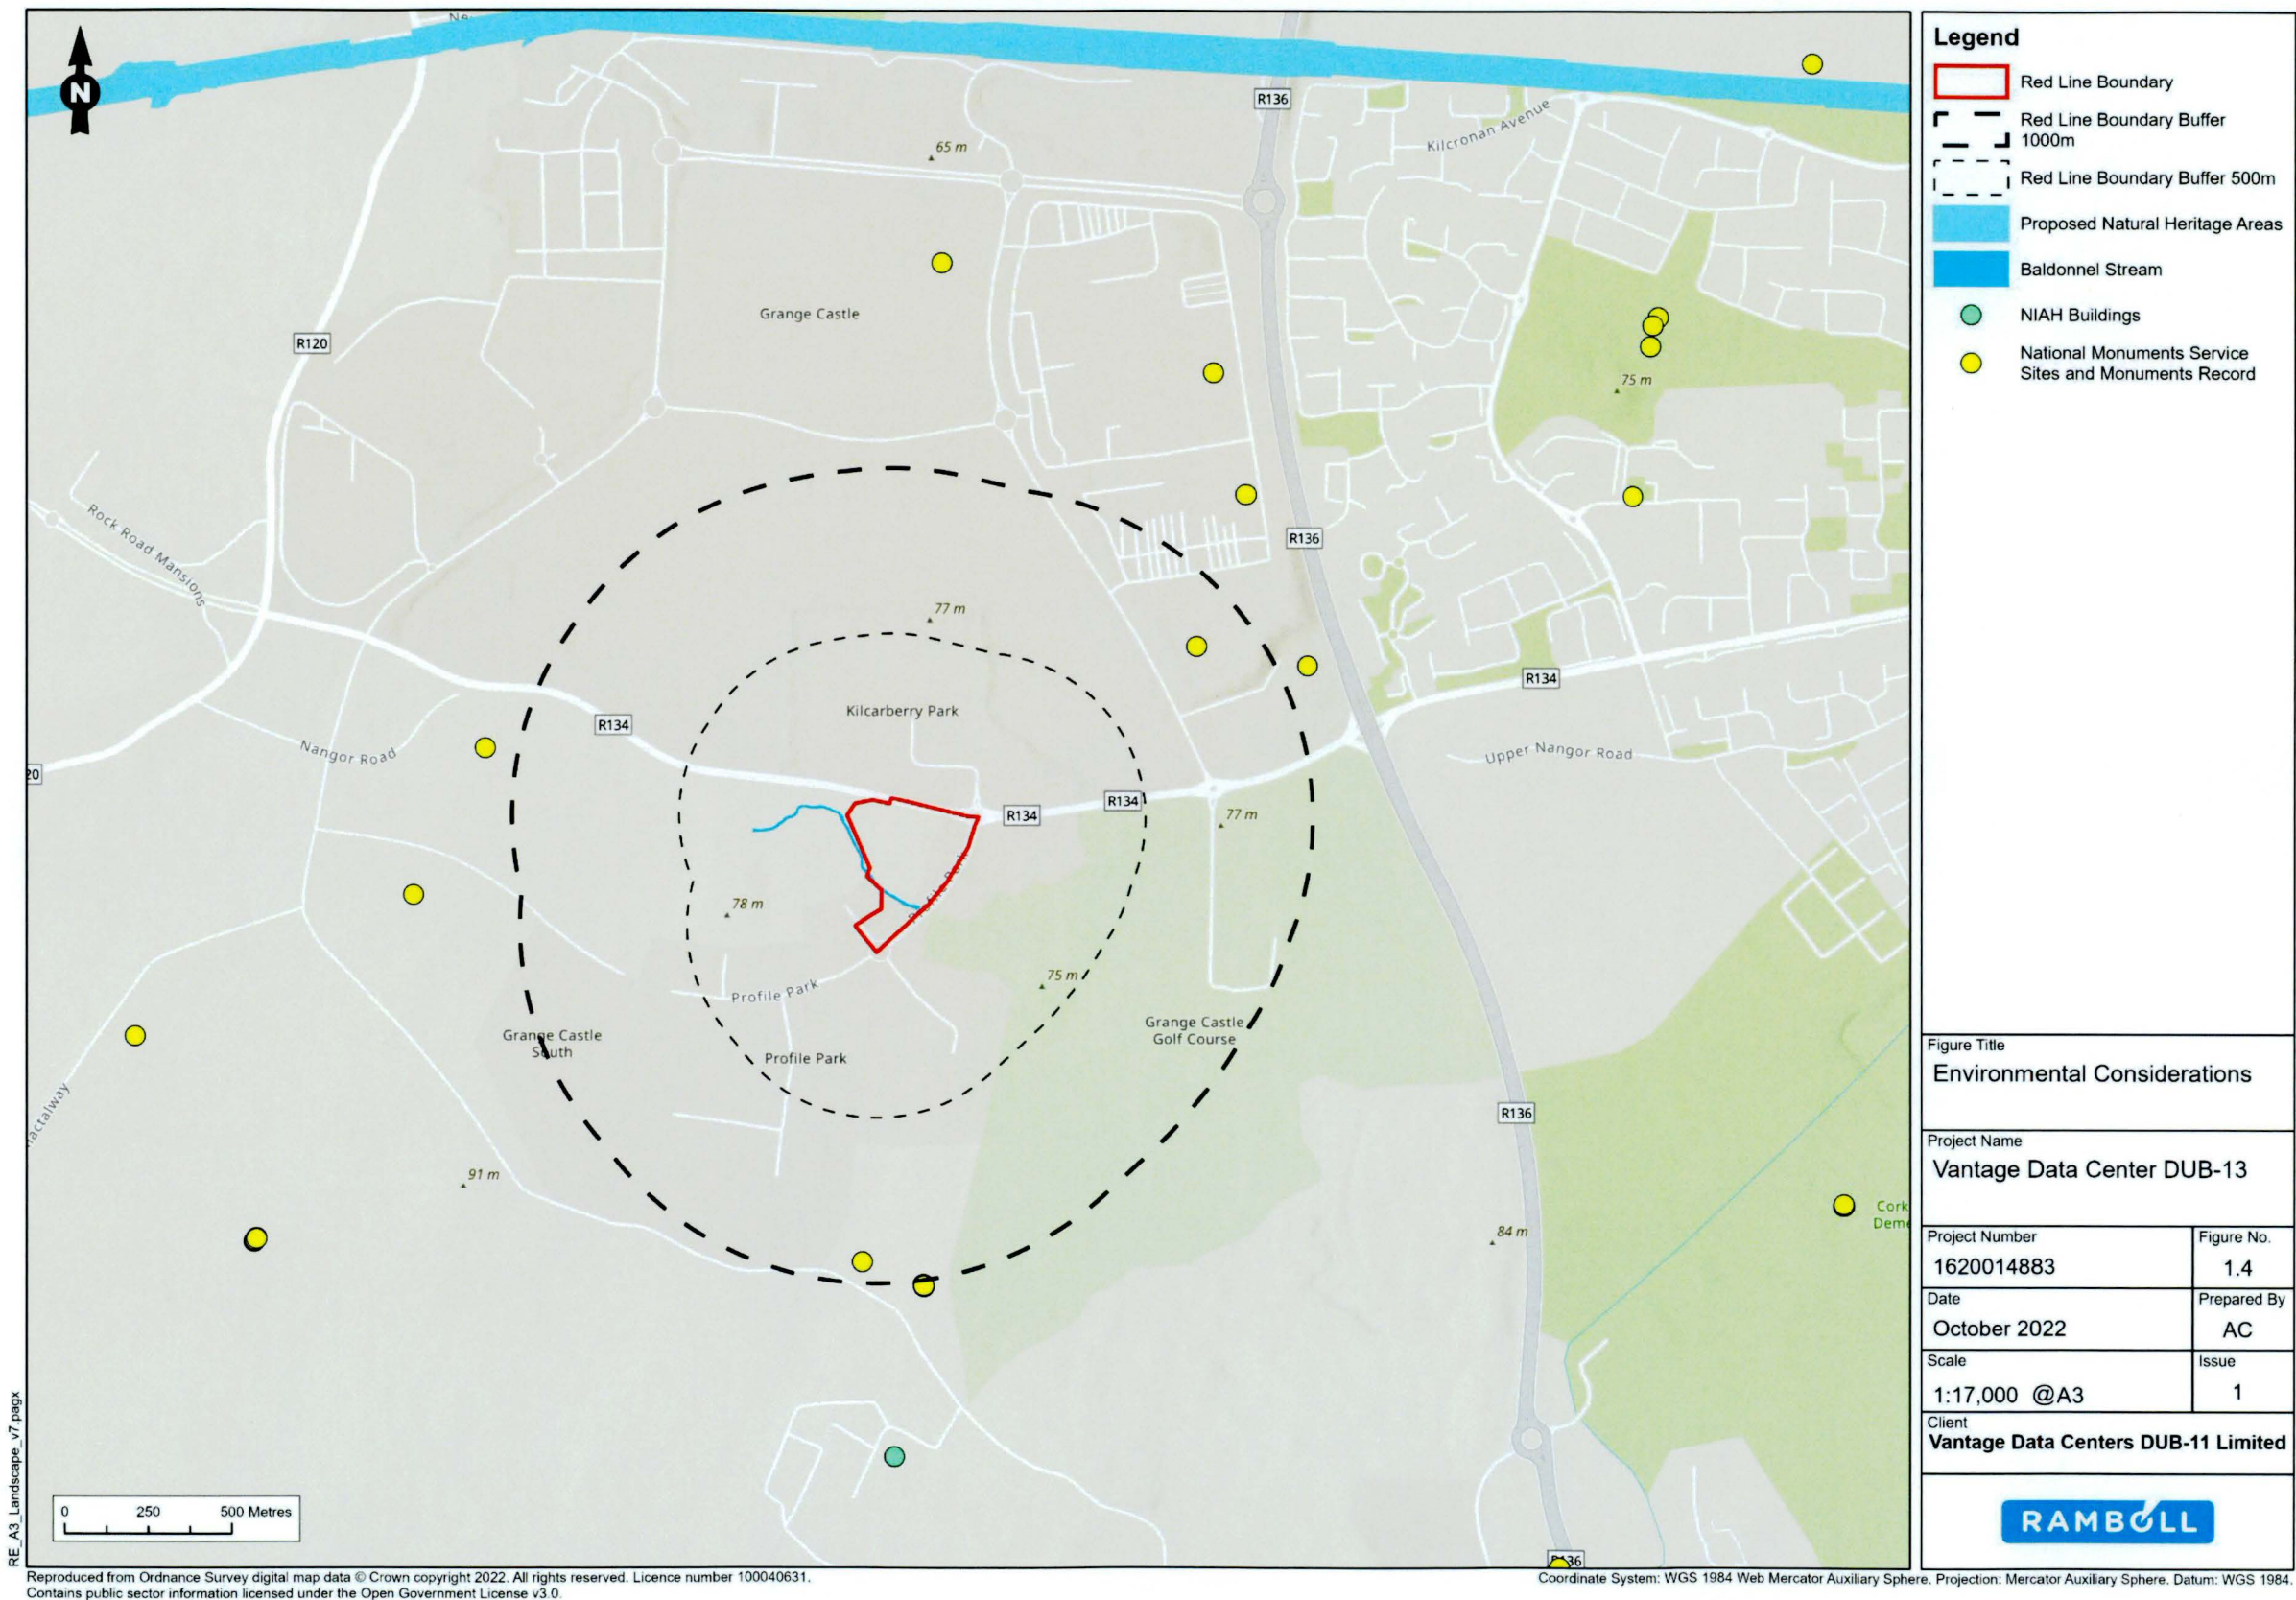 Ne
N
R136
Kilcronan Avenue
65 m
Grange Castle
R120
75 m
Rock Road Mansions
R136
77 m
R134
Kilcarberry Park
R134
Nangor Road
Upper Nangor Road
20
R134
R134
77 m
Profile Park
78 m
75 m
Profile Park
Grange Castle
South
Grange Castle
Golf Course
Profile Park
R136
91 m
Cork
Deme
84 m
0 250 500 Metres
R136
RE_A3_Landscape_v7.pagx
Legend
Red Line Boundary
Red Line Boundary Buffer
1000m
Red Line Boundary Buffer 500m
Proposed Natural Heritage Areas
Baldonnel Stream
NIAH Buildings
National Monuments Service
Sites and Monuments Record
Figure Title
Environmental Considerations
Project Name
Vantage Data Center DUB-13
Project Number
1620014883
Figure No.
1.4
Date
October 2022
Prepared By
AC
Scale
1:17,000 @A3
Issue
1
Client
Vantage Data Centers DUB-11 Limited
RAMBOLL
Reproduced from Ordnance Survey digital map data © Crown copyright 2022. All rights reserved. Licence number 100040631.
Contains public sector information licensed under the Open Government License v3.0.
Coordinate System: WGS 1984 Web Mercator Auxiliary Sphere. Projection: Mercator Auxiliary Sphere. Datum: WGS 1984.